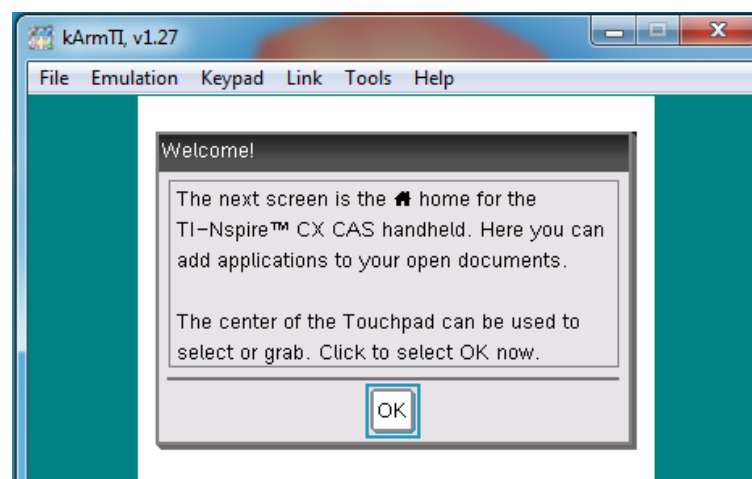 kArmTI, v1.27
File Emulation Keypad Link Tools Help
Welcome!
The next screen is the home for the
TI-Nspire™ CX CAS handheld. Here you can
add applications to your open documents.
The center of the Touchpad can be used to
select or grab. Click to select OK now.
OK